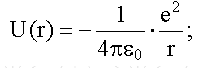 U(r) = − 1/(4πε₀) · e²/r ;